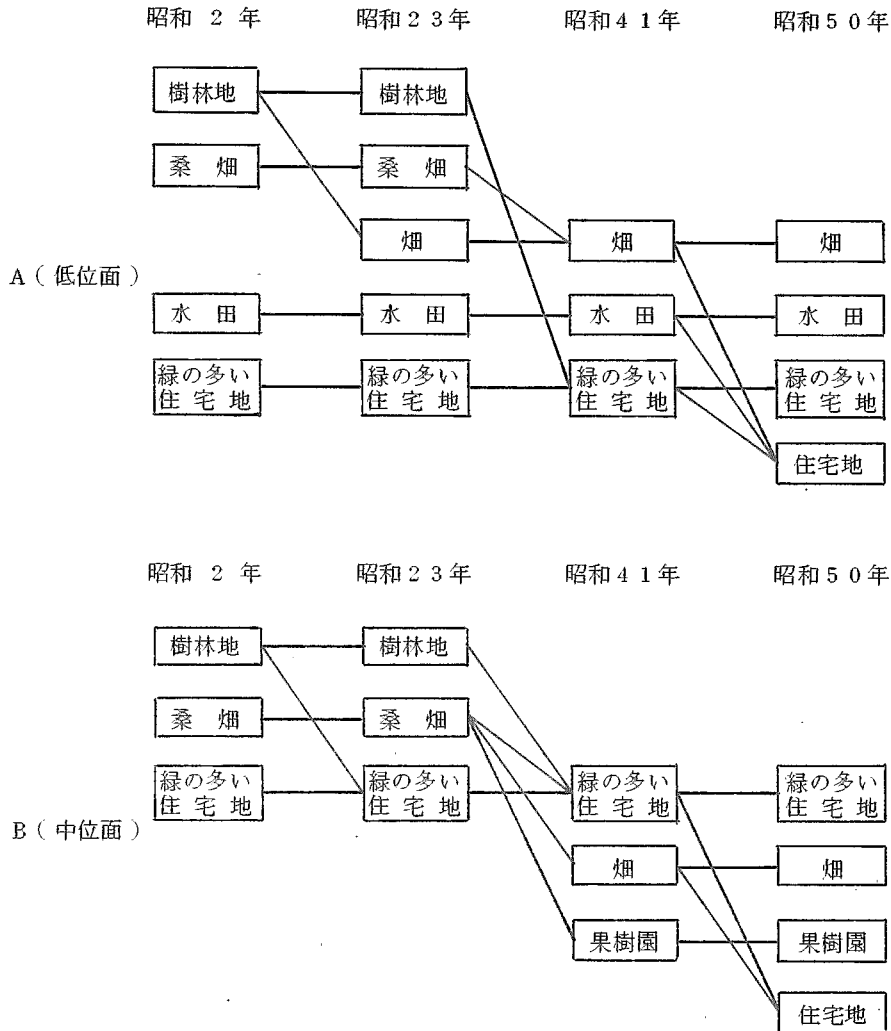 昭和 2 年 昭和23年 昭和41年 昭和50年
樹林地 樹林地
桑 畑 桑 畑
畑 畑 畑
A(低位面)
水 田 水 田 水 田 水 田
緑の多い 緑の多い 緑の多い 緑の多い
住 宅 地 住 宅 地 住 宅 地 住 宅 地
住宅地
昭和 2 年 昭和23年 昭和41年 昭和50年
樹林地 樹林地
桑 畑 桑 畑
緑の多い 緑の多い 緑の多い 緑の多い
住 宅 地 住 宅 地 住 宅 地 住 宅 地
B(中位面)
畑 畑
果樹園 果樹園
住宅地